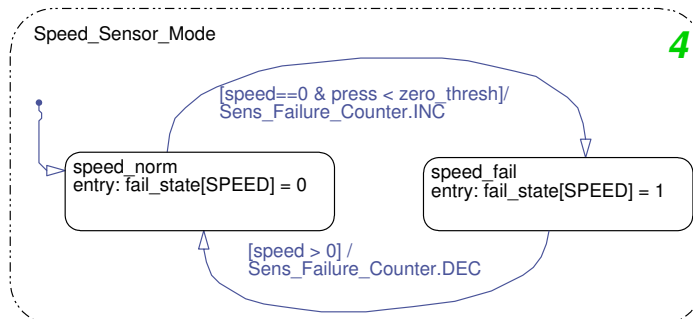 Speed_Sensor_Mode
4
[speed==0 & press < zero_thresh]/
Sens_Failure_Counter.INC
speed_norm
entry: fail_state[SPEED] = 0
speed_fail
entry: fail_state[SPEED] = 1
[speed > 0] /
Sens_Failure_Counter.DEC